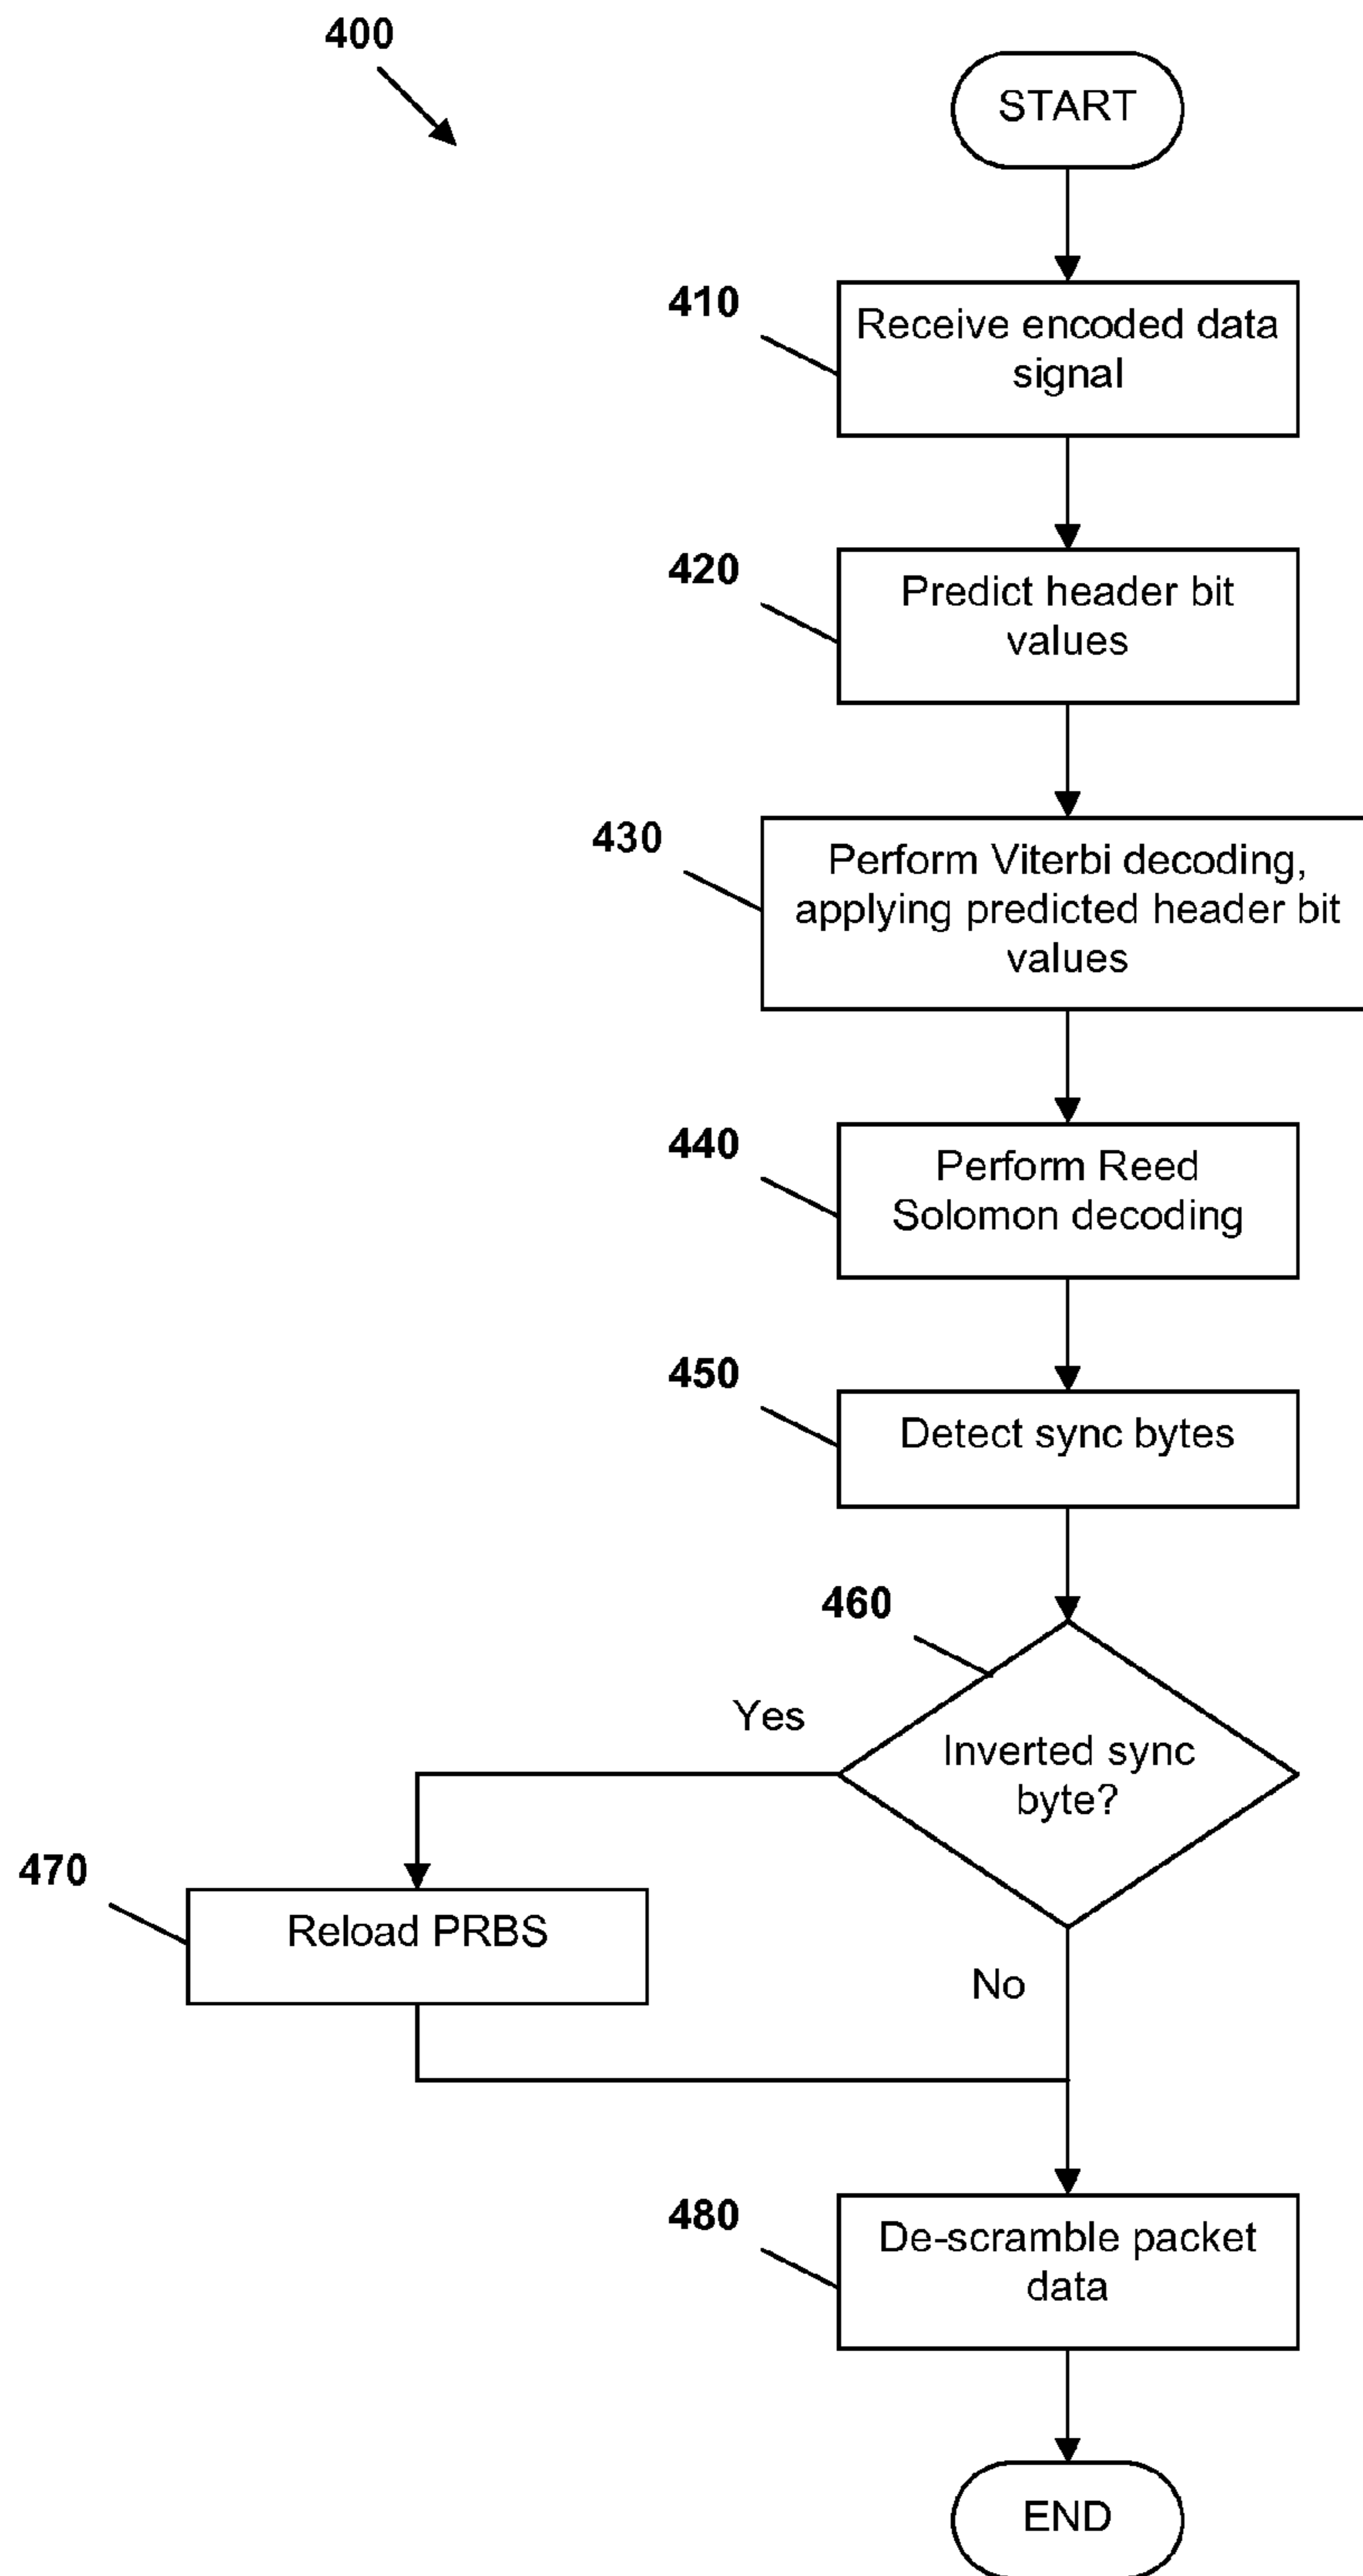 400
START
410
Receive encoded data
signal
420
Predict header bit
values
430
Perform Viterbi decoding,
applying predicted header bit
values
440
Perform Reed
Solomon decoding
450
Detect sync bytes
460
Yes
Inverted sync
byte?
470
Reload PRBS
No
480
De-scramble packet
data
END